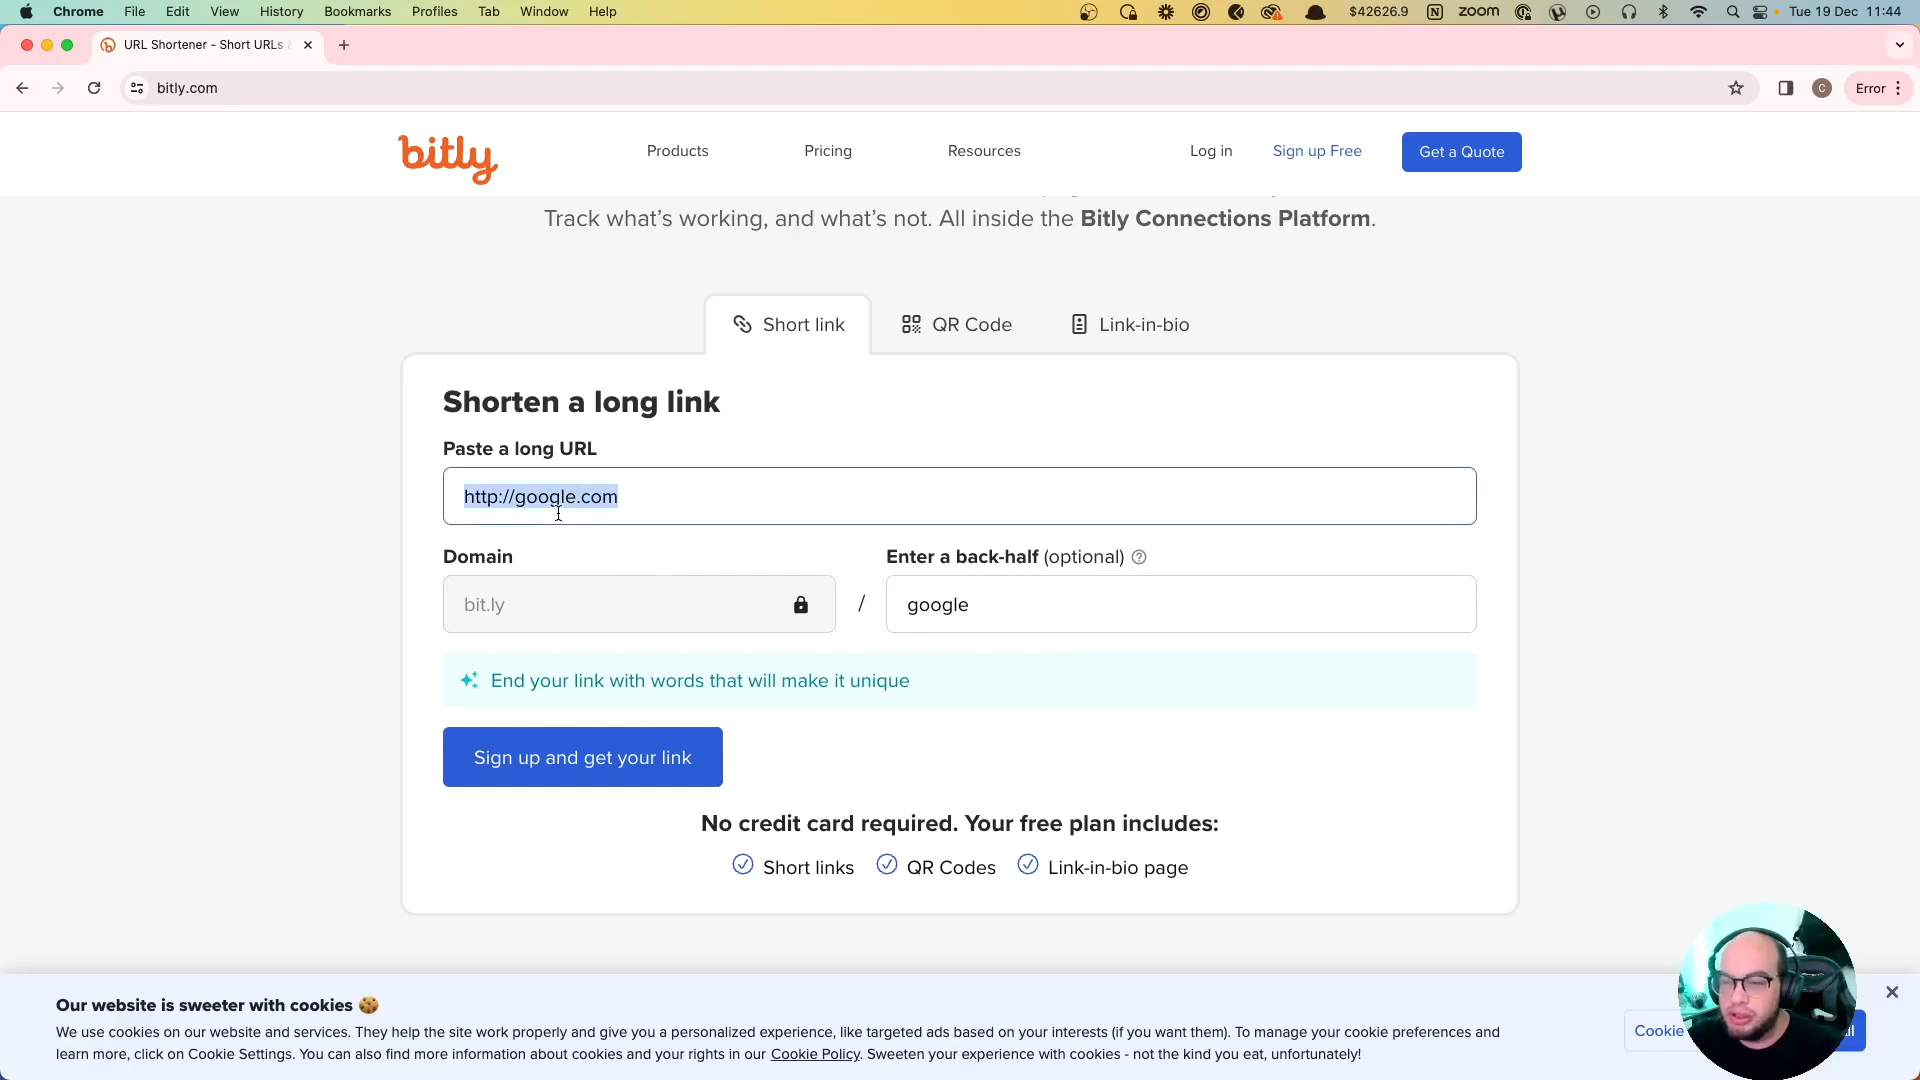 Chrome File Edit View History Bookmarks Profiles Tab Window Help $42626.9 zoom Tue 19 Dec 11:44
URL Shortener - Short URLs
bitly.com Error
bitly Products Pricing Resources Log in Sign up Free Get a Quote
Track what’s working, and what’s not. All inside the Bitly Connections Platform.
Short link QR Code Link-in-bio
Shorten a long link
Paste a long URL
http://google.com
Domain Enter a back-half (optional)
bit.ly / google
End your link with words that will make it unique
Sign up and get your link
No credit card required. Your free plan includes:
Short links QR Codes Link-in-bio page
Our website is sweeter with cookies 🍪
We use cookies on our website and services. They help the site work properly and give you a personalized experience, like targeted ads based on your interests (if you want them). To manage your cookie preferences and
learn more, click on Cookie Settings. You can also find more information about cookies and your rights in our Cookie Policy. Sweeten your experience with cookies - not the kind you eat, unfortunately!
Cookie